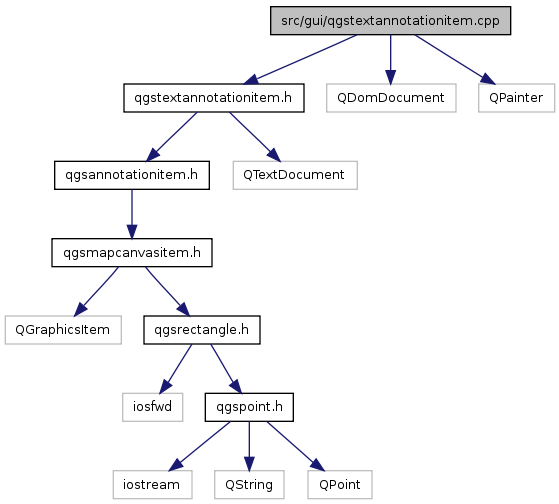 src/gui/qgstextannotationitem.cpp
qgstextannotationitem.h
QDomDocument
QPainter
qgsannotationitem.h
QTextDocument
qgsmapcanvasitem.h
QGraphicsItem
qgsrectangle.h
iosfwd
qgspoint.h
iostream
QString
QPoint